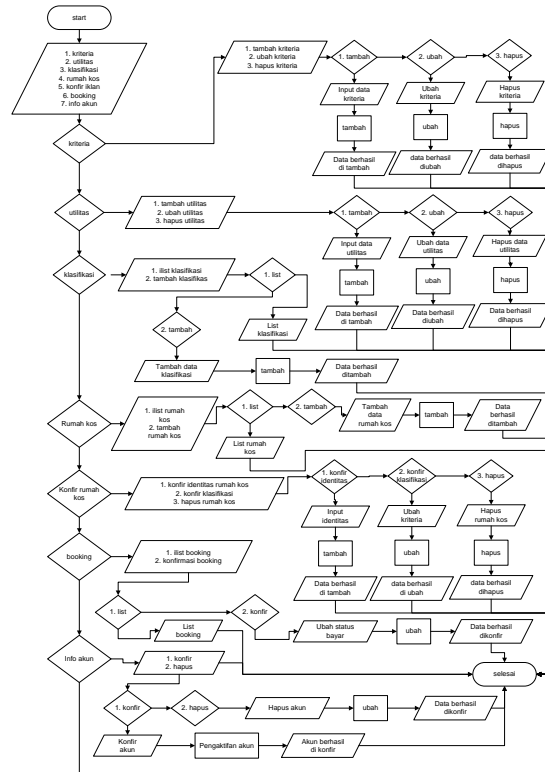 start
1. kriteria
2. utilitas
3. klasifikasi
4. rumah kos
5. konfir iklan
6. booking
7. info akun
1. tambah kriteria
2. ubah kriteria
3. hapus kriteria
1. tambah
2. ubah
3. hapus
Input data
kriteria
Ubah
kriteria
Hapus
kriteria
kriteria
tambah
ubah
hapus
Data berhasil
di tambah
data berhasil
diubah
data berhasil
dihapus
utilitas
1. tambah utilitas
2. ubah utilitas
3. hapus utilitas
1. tambah
2. ubah
3. hapus
Input data
utilitas
Ubah data
utilitas
Hapus data
utilitas
klasifikasi
1. ilist klasifikasi
2. tambah klasifikas
1. list
tambah
ubah
hapus
2. tambah
List
klasifikasi
Data berhasil
di tambah
Data berhasil
diubah
Data berhasil
dihapus
Tambah data
klasifikasi
tambah
Data berhasil
ditambah
Rumah kos
1. ilist rumah
kos
2. tambah
rumah kos
1. list
2. tambah
Tambah
data
rumah kos
tambah
Data
berhasil
ditambah
List rumah
kos
Konfir rumah
kos
1. konfir identitas rumah kos
2. konfir klasifikasi
3. hapus rumah kos
1. konfir
identitas
2. konfir
klasifikasi
3. hapus
Input
identitas
Ubah
kriteria
Hapus
rumah kos
booking
1. ilist booking
2. konfirmasi booking
tambah
ubah
hapus
Data berhasil
di tambah
data berhasil
di ubah
data berhasil
dihapus
1. list
2. konfir
List
booking
Ubah status
bayar
ubah
Data berhasil
dikonfir
Info akun
1. konfir
2. hapus
selesai
1. konfir
2. hapus
Hapus akun
ubah
Data berhasil
dikonfir
Konfir
akun
Pengaktifan akun
Akun berhasil
di konfir